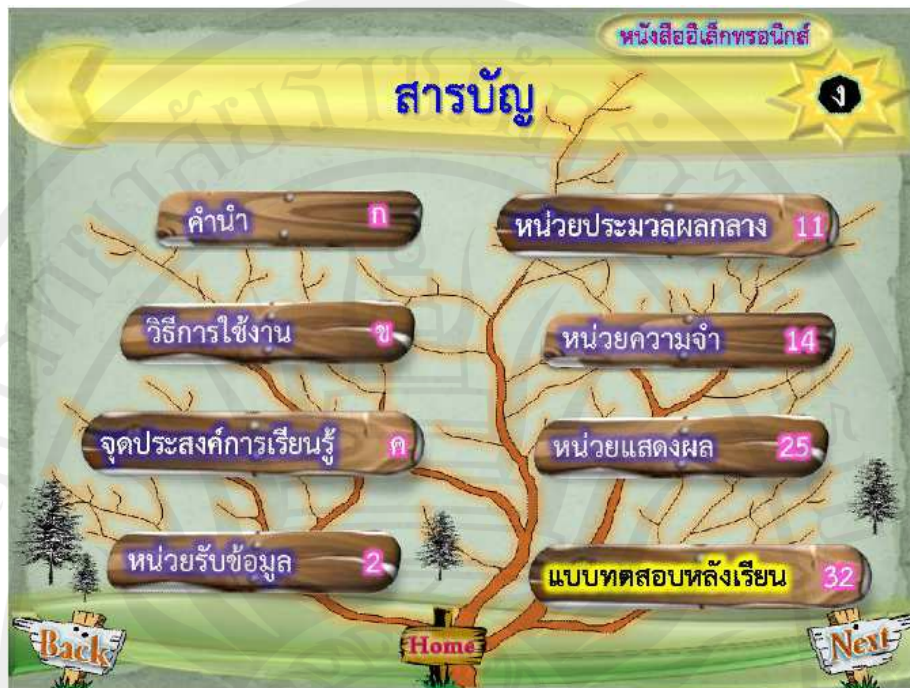 หนังสืออิเล็กทรอนิกส์
สารบัญ
ง
คำนำ ก
วิธีการใช้งาน ข
จุดประสงค์การเรียนรู้ ค
หน่วยรับข้อมูล 2
หน่วยประมวลผลกลาง 11
หน่วยความจำ 14
หน่วยแสดงผล 25
แบบทดสอบหลังเรียน 32
Back
Home
Next